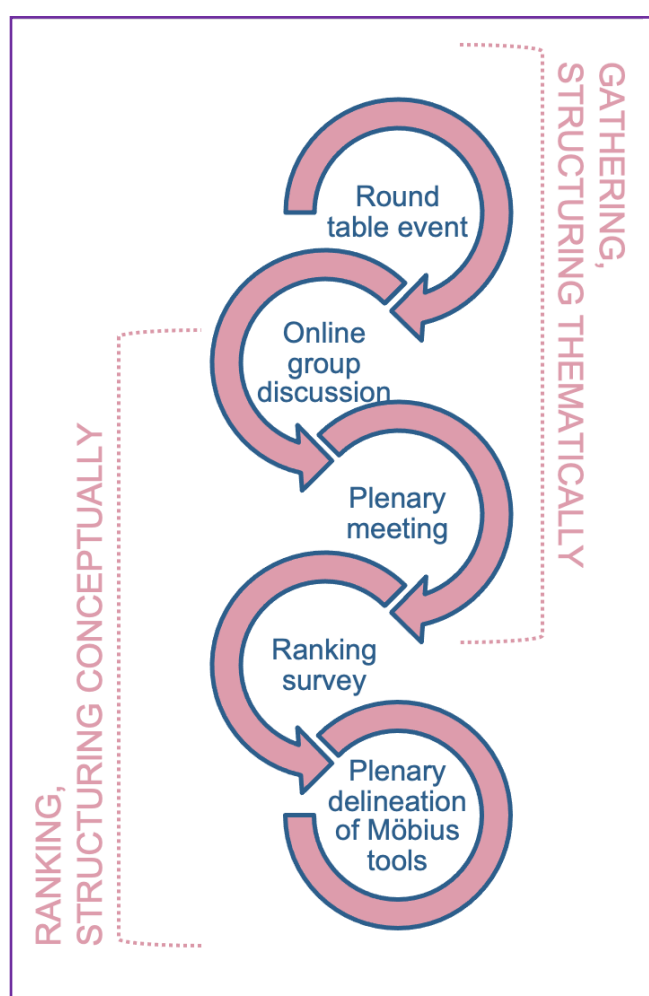 GATHERING,
STRUCTURING THEMATICALLY
Round
table event
Online
group
discussion
Plenary
meeting
Ranking
survey
Plenary
delineation
of Möbius
tools
RANKING,
STRUCTURING CONCEPTUALLY